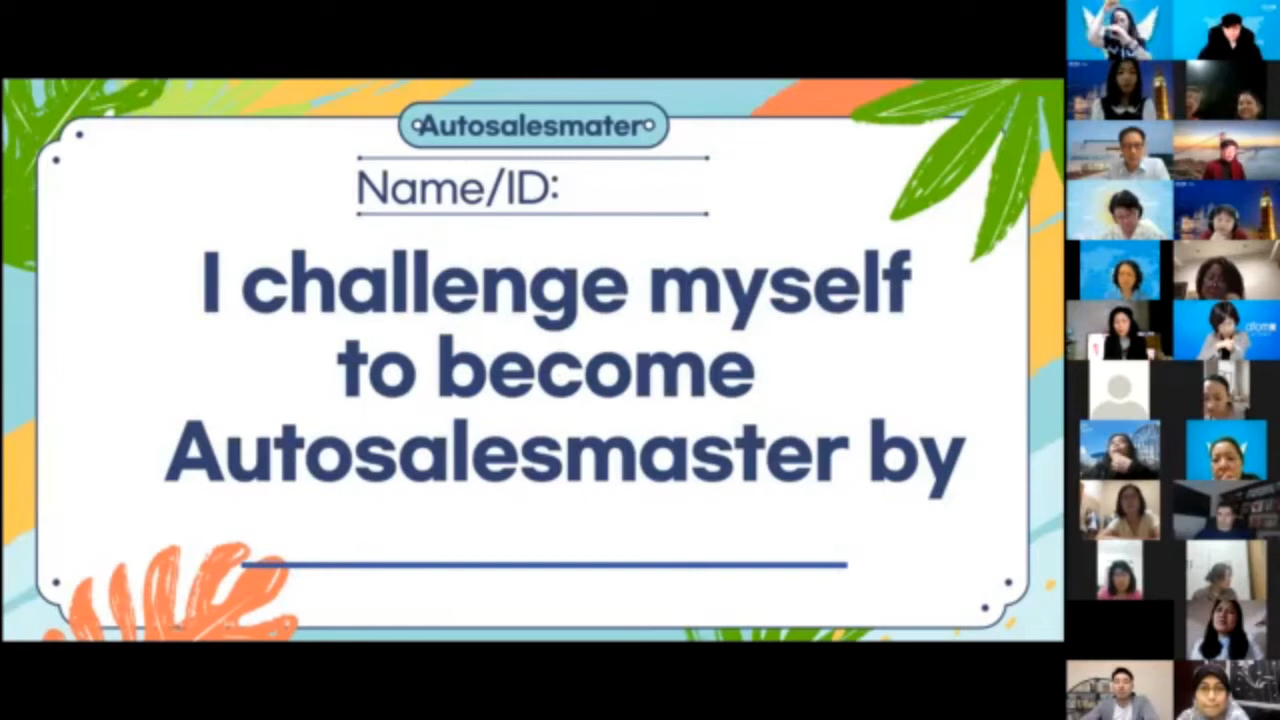 Autosalesmater
Name/ID:
I challenge myself
to become
Autosalesmaster by